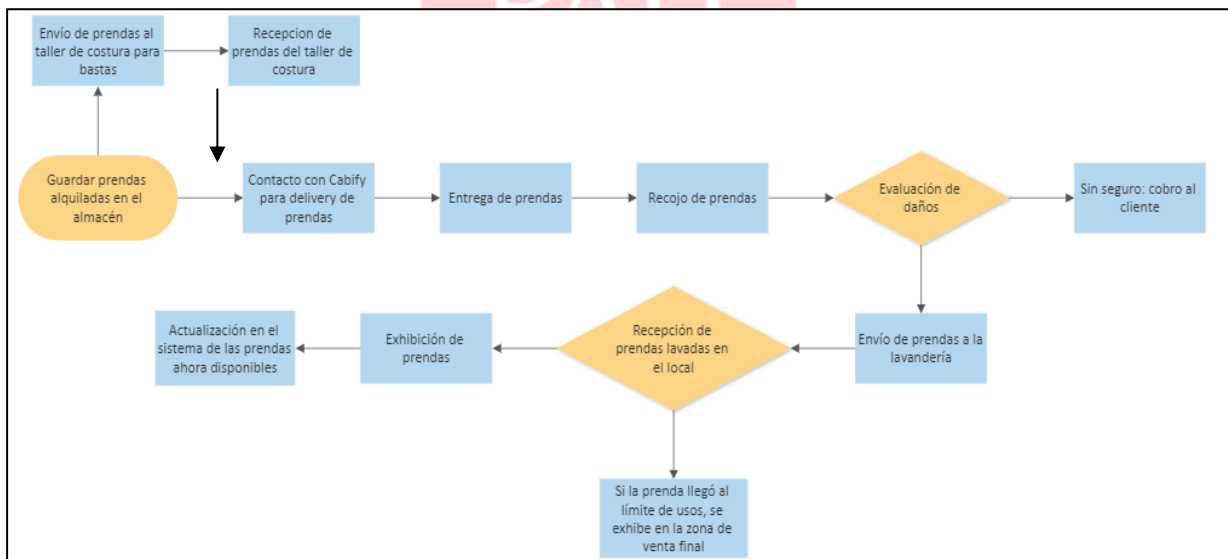 Envío de prendas al
taller de costura para
bastas
Recepcion de
prendas del taller de
costura
Guardar prendas
alquiladas en el
almacén
Contacto con Cabify
para delivery de
prendas
Entrega de prendas
Recojo de prendas
Evaluación de
daños
Sin seguro: cobro al
cliente
Actualización en el
sistema de las prendas
ahora disponibles
Exhibición de
prendas
Recepción de
prendas lavadas en
el local
Envío de prendas a la
lavandería
Si la prenda llegó al
límite de usos, se
exhibe en la zona de
venta final